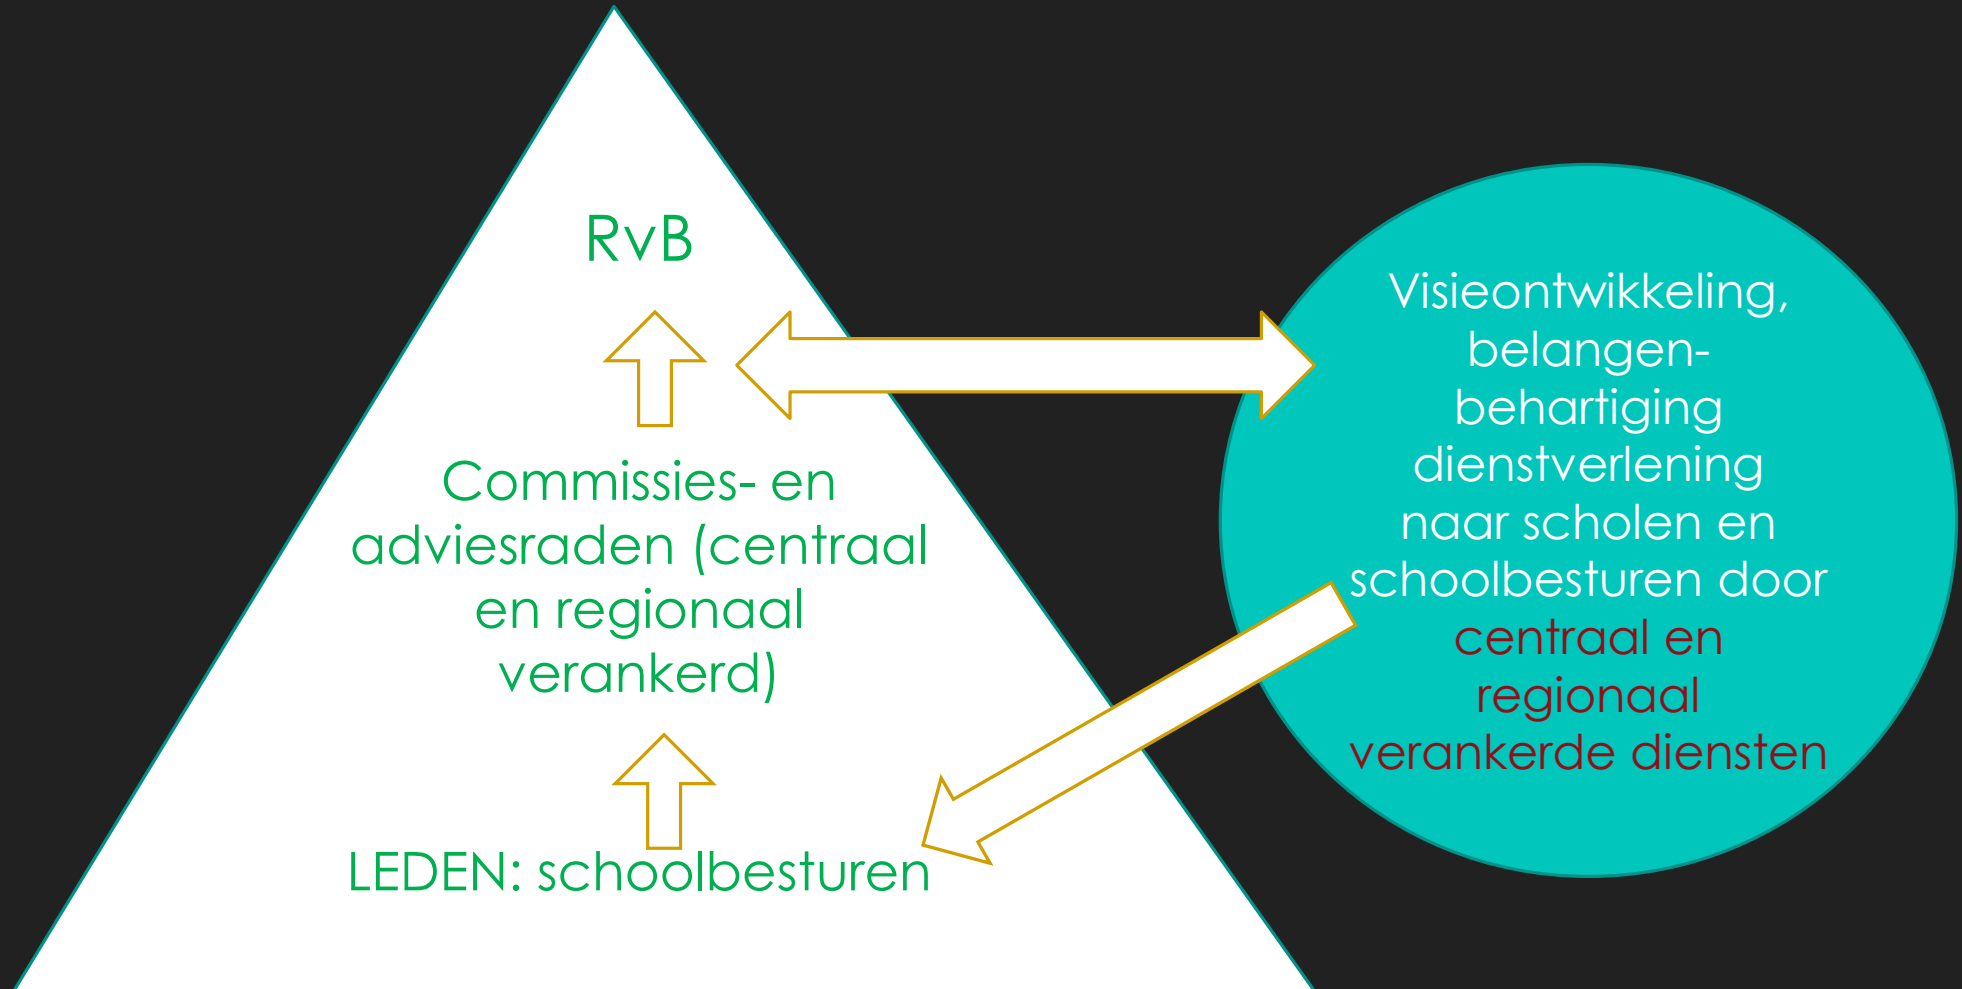 RvB
Commissies- en
adviesraden (centraal
en regionaal
verankerd)
LEDEN: schoolbesturen
Visieontwikkeling,
belangen-
behartiging
dienstverlening
naar scholen en
schoolbesturen door
centraal en
regionaal
verankerde diensten